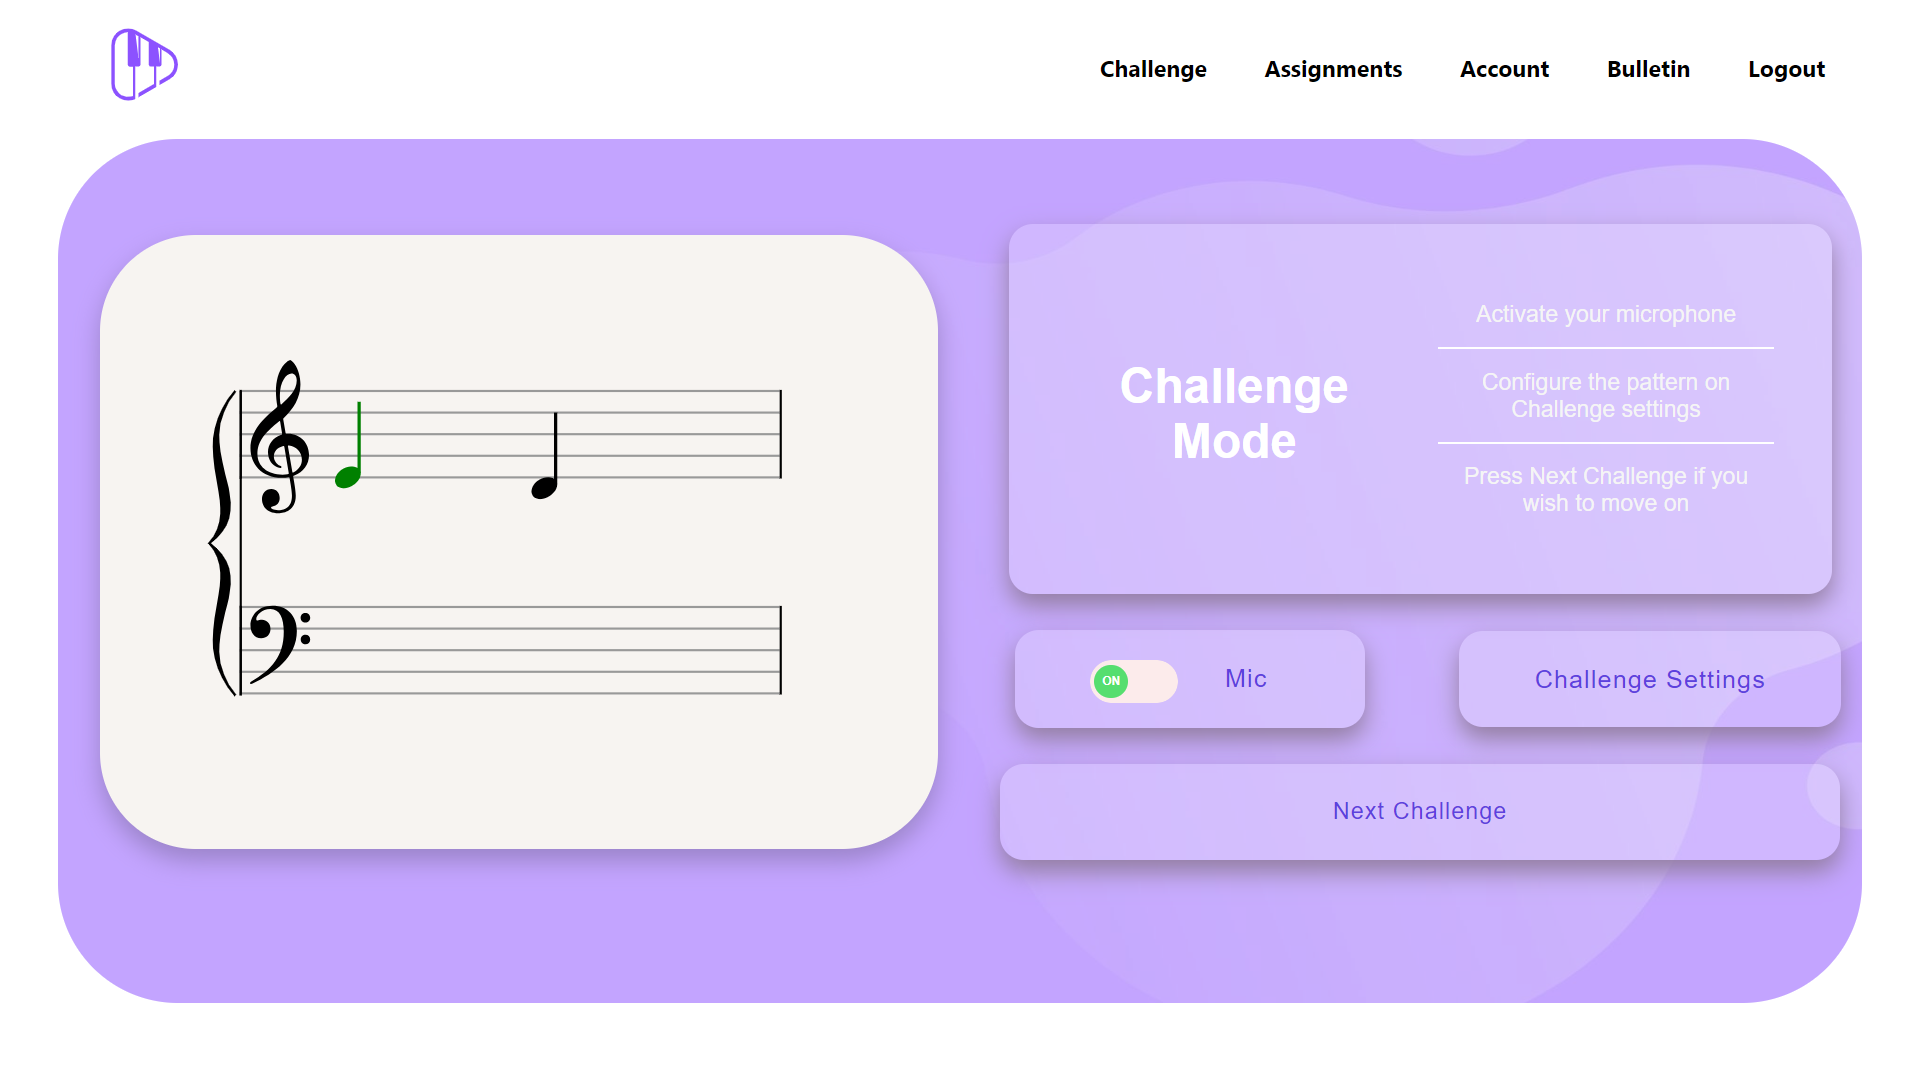 Challenge Assignments Account Bulletin Logout
Challenge
Mode
Activate your microphone
Configure the pattern on
Challenge settings
Press Next Challenge if you
wish to move on
ON Mic
Challenge Settings
Next Challenge